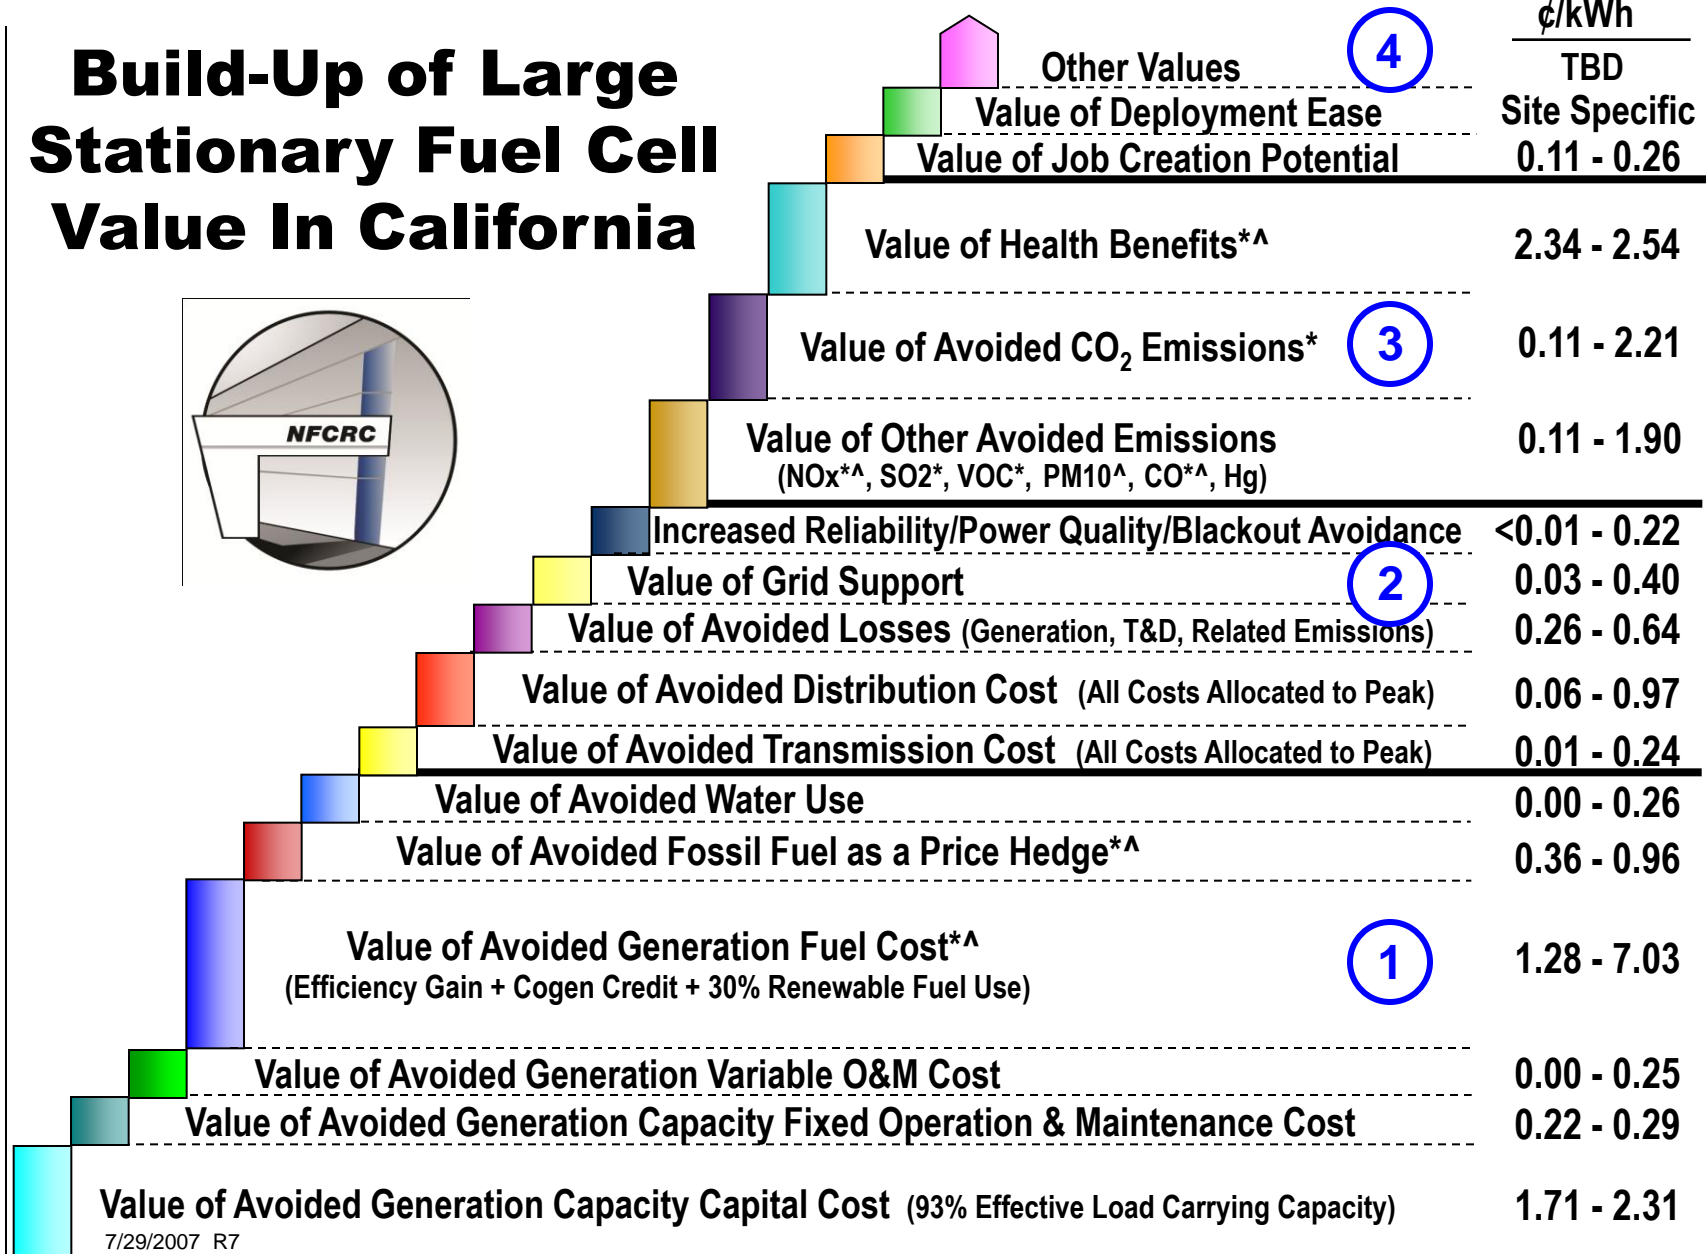 ¢/kWh
Build-Up of Large
Stationary Fuel Cell
Value In California
Other Values 4 TBD
Value of Deployment Ease Site Specific
Value of Job Creation Potential 0.11 - 0.26
Value of Health Benefits*^ 2.34 - 2.54
Value of Avoided CO₂ Emissions* 3 0.11 - 2.21
NFCRC
Value of Other Avoided Emissions 0.11 - 1.90
(NOx*^, SO2*, VOC*, PM10^, CO*^, Hg)
Increased Reliability/Power Quality/Blackout Avoidance <0.01 - 0.22
Value of Grid Support 2 0.03 - 0.40
Value of Avoided Losses (Generation, T&D, Related Emissions) 0.26 - 0.64
Value of Avoided Distribution Cost (All Costs Allocated to Peak) 0.06 - 0.97
Value of Avoided Transmission Cost (All Costs Allocated to Peak) 0.01 - 0.24
Value of Avoided Water Use 0.00 - 0.26
Value of Avoided Fossil Fuel as a Price Hedge*^ 0.36 - 0.96
Value of Avoided Generation Fuel Cost*^ 1 1.28 - 7.03
(Efficiency Gain + Cogen Credit + 30% Renewable Fuel Use)
Value of Avoided Generation Variable O&M Cost 0.00 - 0.25
Value of Avoided Generation Capacity Fixed Operation & Maintenance Cost 0.22 - 0.29
Value of Avoided Generation Capacity Capital Cost (93% Effective Load Carrying Capacity) 1.71 - 2.31
7/29/2007 R7